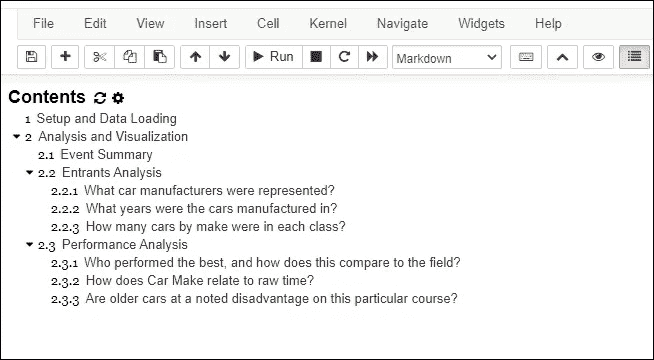 File Edit View Insert Cell Kernel Navigate Widgets Help
Run Markdown
Contents
1 Setup and Data Loading
2 Analysis and Visualization
2.1 Event Summary
2.2 Entrants Analysis
2.2.1 What car manufacturers were represented?
2.2.2 What years were the cars manufactured in?
2.2.3 How many cars by make were in each class?
2.3 Performance Analysis
2.3.1 Who performed the best, and how does this compare to the field?
2.3.2 How does Car Make relate to raw time?
2.3.3 Are older cars at a noted disadvantage on this particular course?